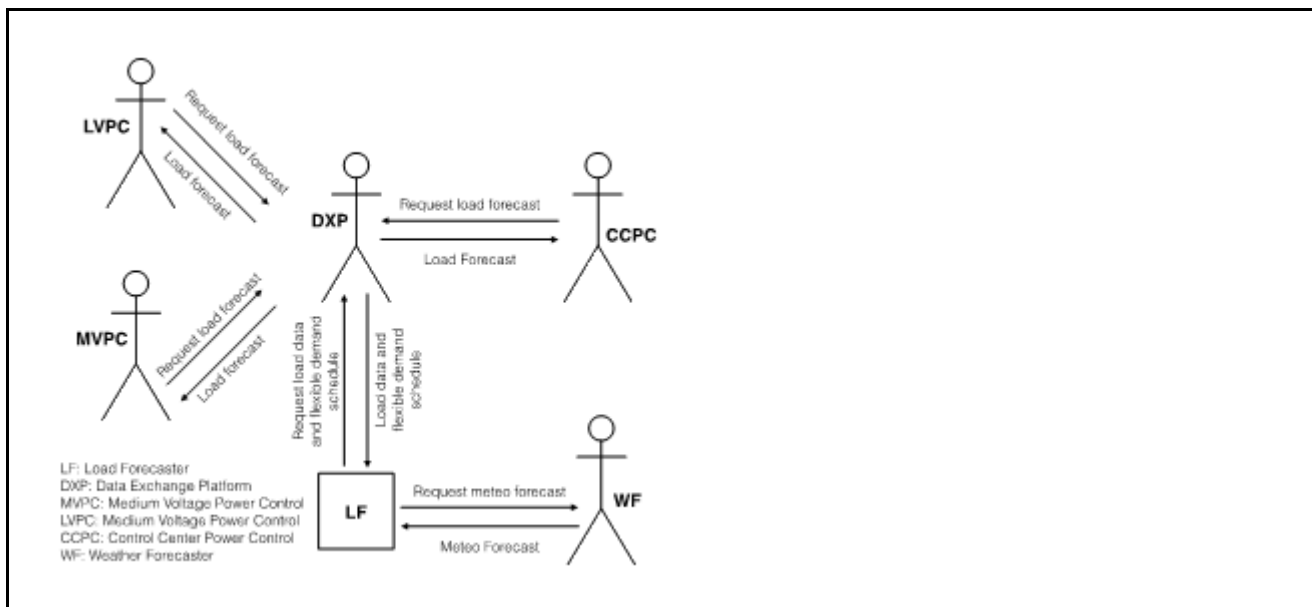 LVPC
Request load forecast
Load forecast
DXP
Request load forecast
Load Forecast
CCPC
MVPC
Request load forecast
Load forecast
Request load data
and flexible demand
schedule
Load data and
flexible demand
schedule
LF
Request meteo forecast
Meteo Forecast
WF
LF: Load Forecaster
DXP: Data Exchange Platform
MVPC: Medium Voltage Power Control
LVPC: Medium Voltage Power Control
CCPC: Control Center Power Control
WF: Weather Forecaster